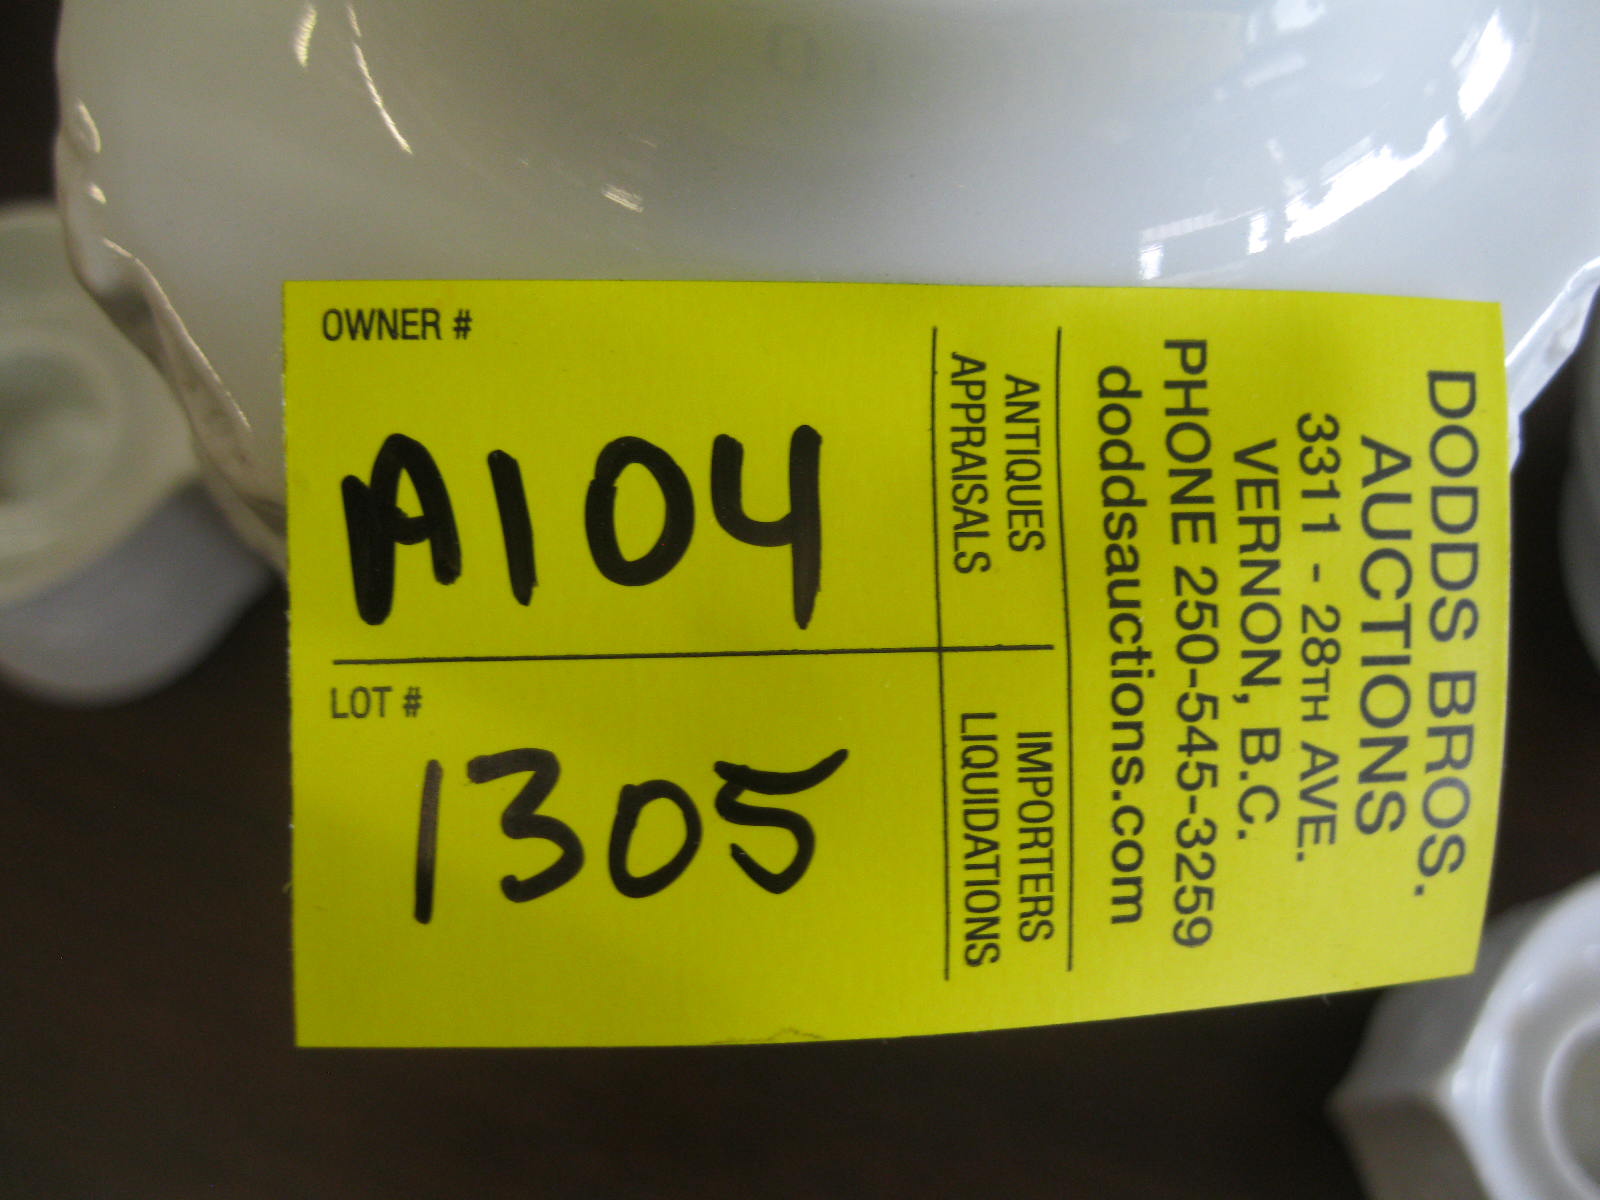 DODDS BROS.
AUCTIONS
3311 - 28TH AVE.
VERNON, B.C.
PHONE 250-545-3259
doddsauctions.com
ANTIQUES
APPRAISALS
IMPORTERS
LIQUIDATIONS
OWNER #
A104
LOT #
1305